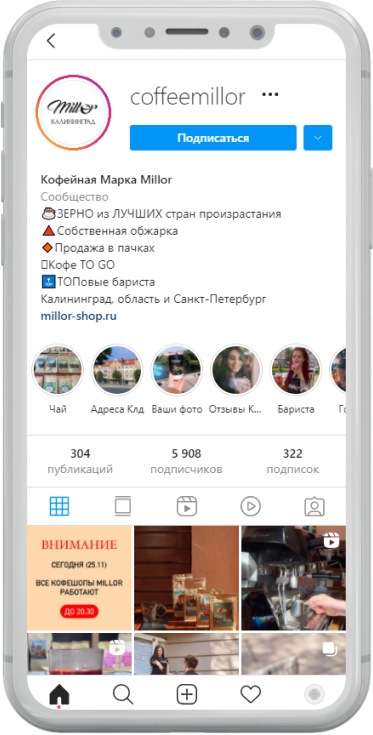 coffeemillor
Millor
КАЛИНИНГРАД
Подписаться
Кофейная Марка Millor
Сообщество
ЗЕРНО из ЛУЧШИХ стран произрастания
Собственная обжарка
Продажа в пачках
Кофе TO GO
ТОПовые бариста
Калининград, область и Санкт-Петербург
millor-shop.ru
Чай Адреса Клд Ваши фото Отзывы К... Бариста
304 5 908 322
публикаций подписчиков подписок
ВНИМАНИЕ
СЕГОДНЯ (25.11)
ВСЕ КОФЕШОПЫ MILLOR
РАБОТАЮТ
ДО 20.30